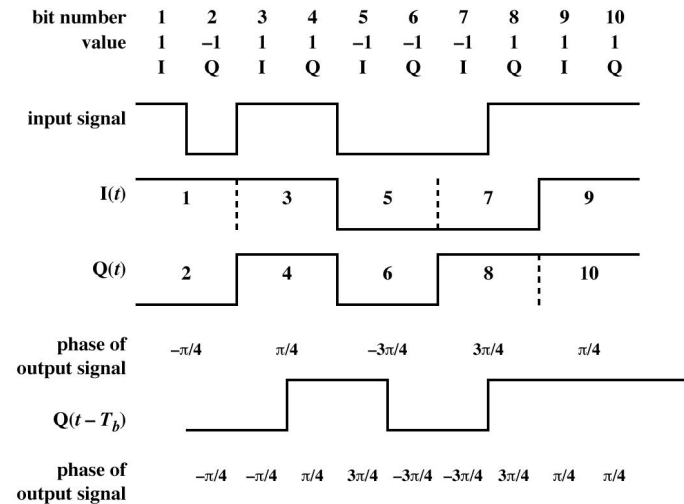 bit number 1 2 3 4 5 6 7 8 9 10
value 1 –1 1 1 –1 –1 –1 1 1 1
I Q I Q I Q I Q I Q
input signal
I(t) 1 3 5 7 9
Q(t) 2 4 6 8 10
phase of
output signal –π/4 π/4 –3π/4 3π/4 π/4
Q(t – T_b)
phase of
output signal –π/4 –π/4 π/4 3π/4 –3π/4 –3π/4 3π/4 π/4 π/4